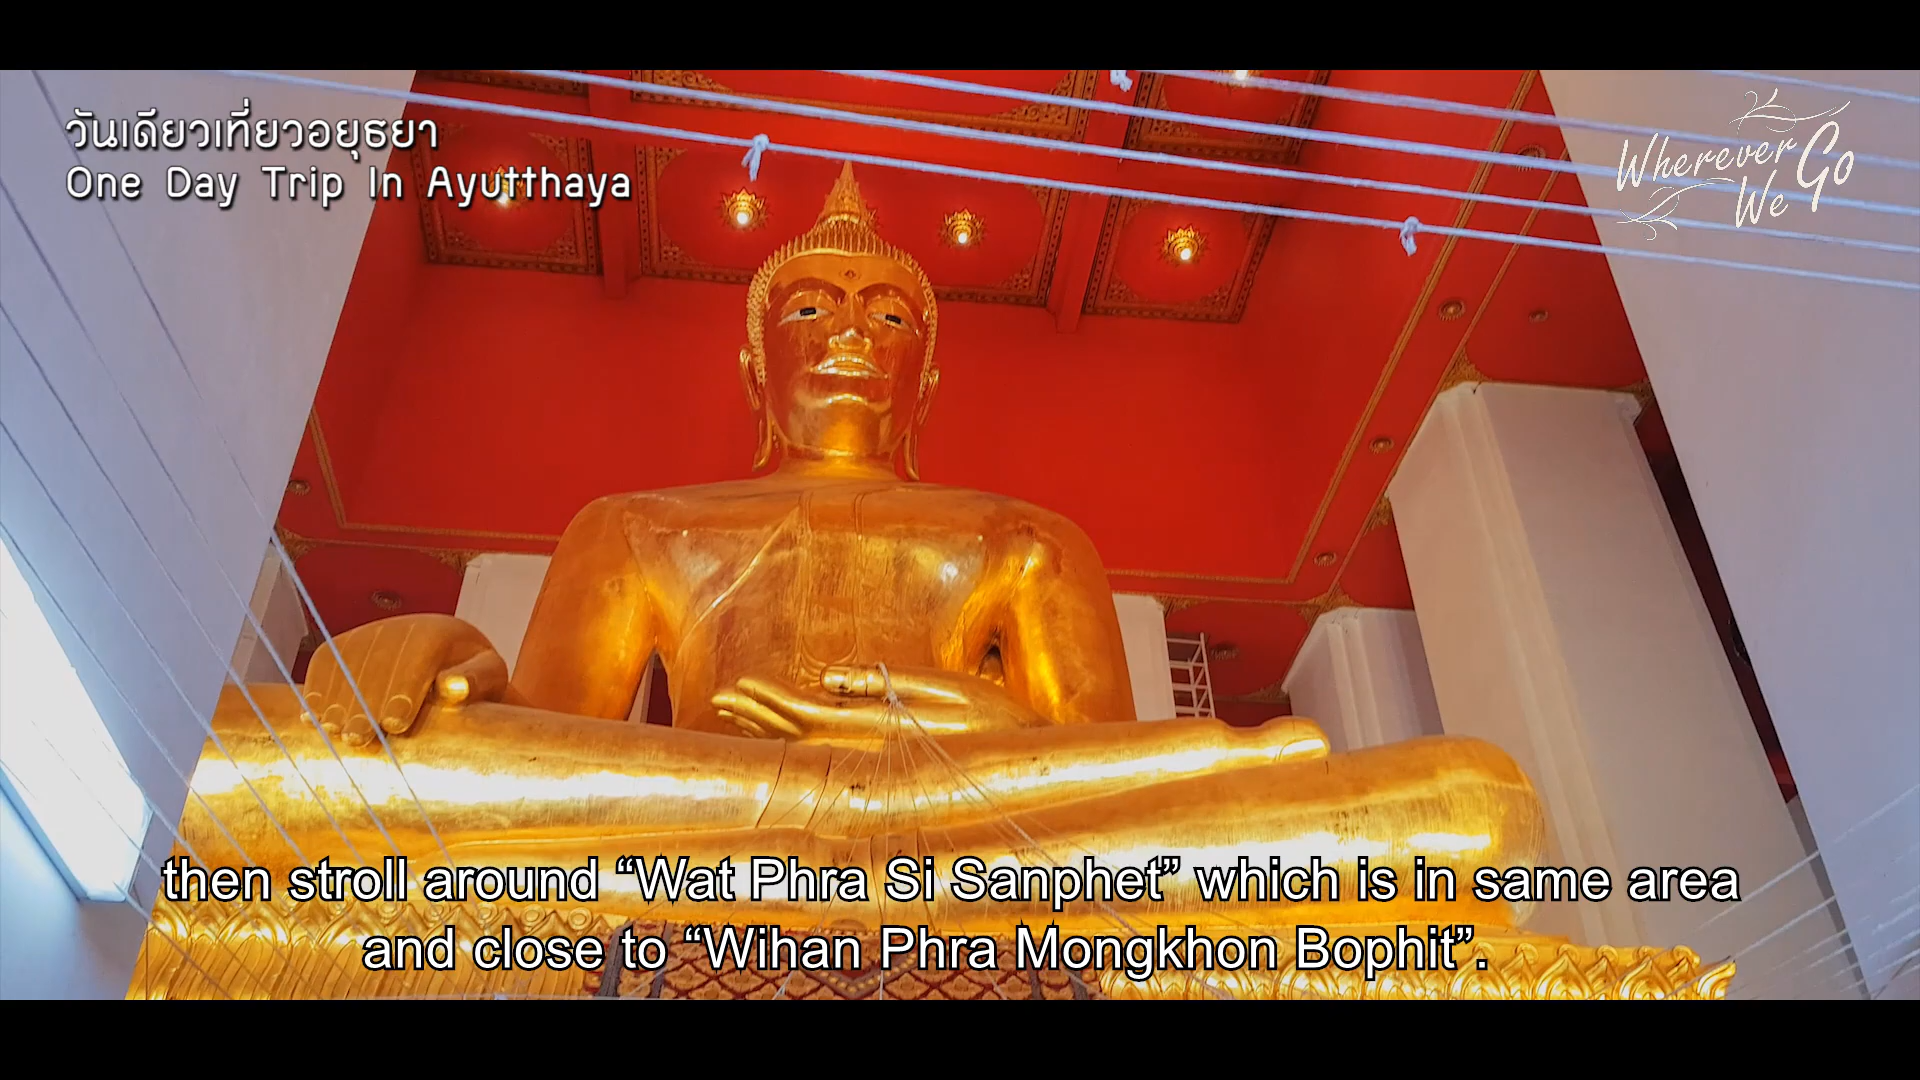 วันเดียวเที่ยวอยุธยา
One Day Trip In Ayutthaya
Wherever
We Go
then stroll around “Wat Phra Si Sanphet” which is in same area
and close to “Wihan Phra Mongkhon Bophit”.